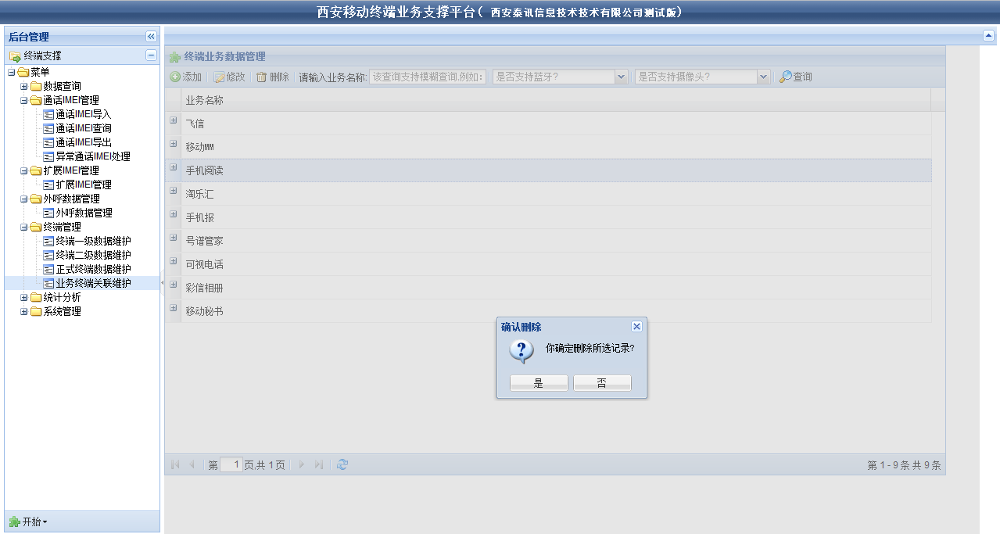 西安移动终端业务支撑平台( 西安泰讯信息技术技术有限公司测试版)
后台管理
终端支撑
菜单
数据查询
通话IMEI管理
通话IMEI导入
通话IMEI查询
通话IMEI导出
异常通话IMEI处理
扩展IMEI管理
扩展IMEI管理
外呼数据管理
外呼数据管理
终端管理
终端一级数据维护
终端二级数据维护
正式终端数据维护
业务终端关联维护
统计分析
系统管理
开始
终端业务数据管理
添加 修改 删除 请输入业务名称: 该查询支持模糊查询,例如: 是否支持蓝牙? 是否支持摄像头? 查询
业务名称
飞信
移动MM
手机阅读
淘乐汇
手机报
号谱管家
可视电话
彩信相册
移动秘书
确认删除
你确定删除所选记录?
是 否
第 1 页,共 1 页
第 1 - 9 条 共 9 条